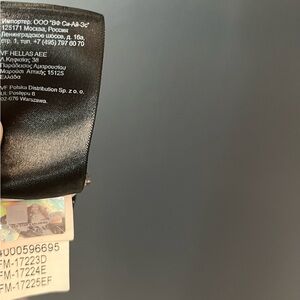 Импортер: ООО "ВФ Си-Ай-Эс"
125171 Москва, Россия
Ленинградское шоссе, д. 16а,
стр. 1, тел. +7 (495) 797 60 70
VF HELLAS AEE
Λ.Κηφισίας 38
Παράδεισος Αμαρουσίου
Μαρούσι Αττικής 15125
Ελλάδα
VF Polska Distribution Sp. z o. o.
Ul. Postępu 6
02-676 Warszawa.
4000596695
FM-17223D
FM-17224E
FM-17225EF